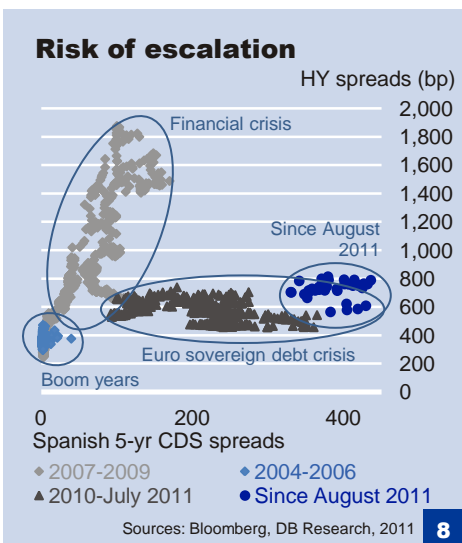 Risk of escalation
HY spreads (bp)
2,000
1,800
1,600
1,400
1,200
1,000
800
600
400
200
0
Financial crisis
Since August
2011
Euro sovereign debt crisis
Boom years
0 200 400
Spanish 5-yr CDS spreads
2007-2009 2004-2006
2010-July 2011 Since August 2011
Sources: Bloomberg, DB Research, 2011 8